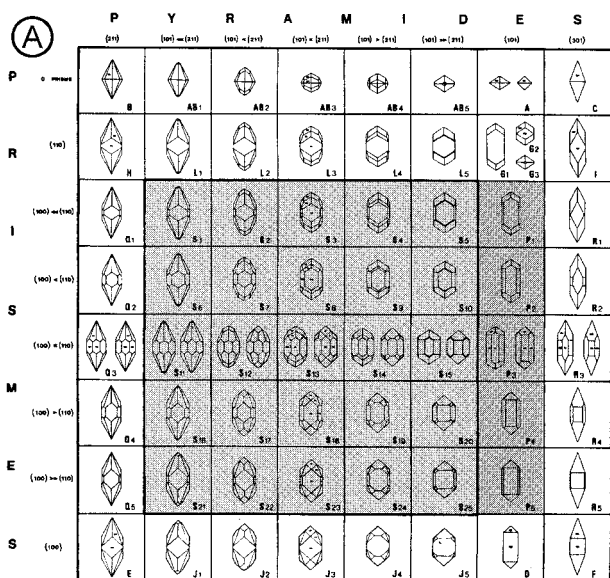 A
P Y R A M I D E S
(211) (101) << (211) (101) < (211) (101) = (211) (101) > (211) (101) >> (211) (101) (301)
P
B AB1 AB2 AB3 AB4 AB5 A C
R (110)
H L1 L2 L3 L4 L5 G1 G2 G3 I
I (100) << (110)
Q1 S1 S2 S3 S4 S5 P1 R1
(100) < (110)
Q2 S6 S7 S8 S9 S10 P2 R2
S
(100) = (110)
Q3 S11 S12 S13 S14 S15 P3 R3
M
(100) > (110)
Q4 S16 S17 S18 S19 S20 P4 R4
E (100) >> (110)
Q5 S21 S22 S23 S24 S25 P5 R5
S (100)
E J1 J2 J3 J4 J5 D F